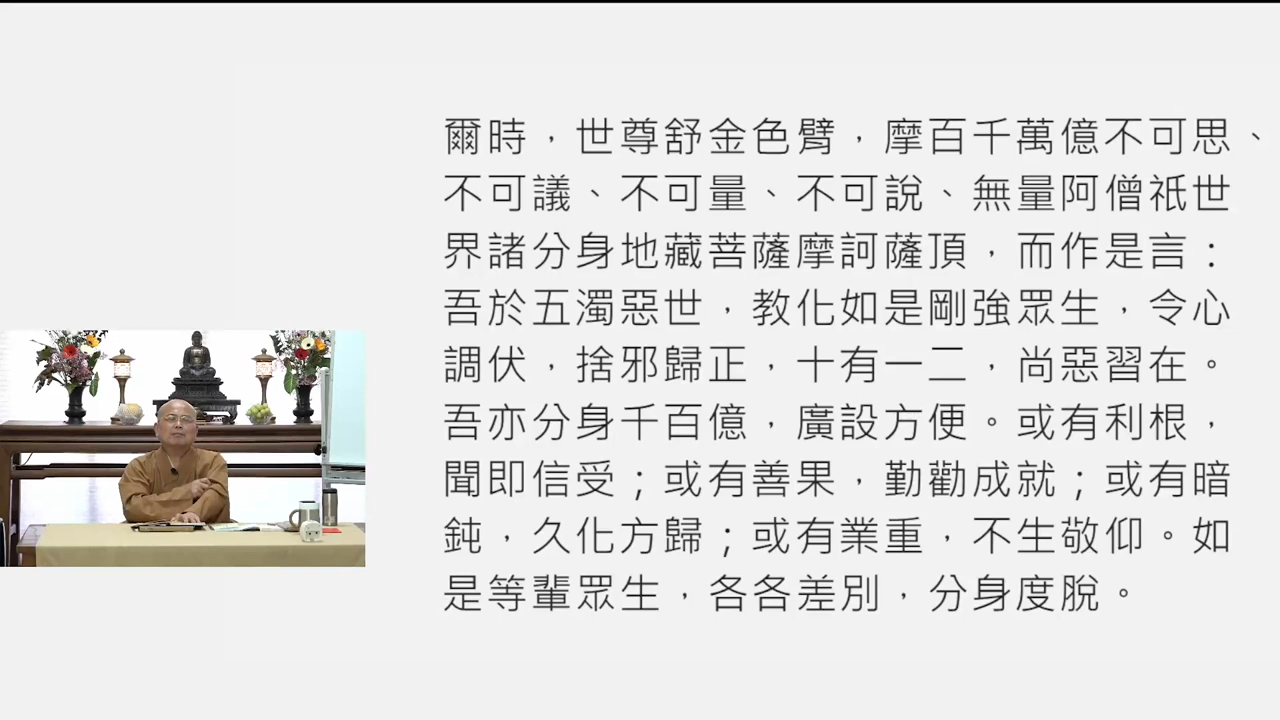 爾時，世尊舒金色臂，摩百千萬億不可思、
不可議、不可量、不可說、無量阿僧祇世
界諸分身地藏菩薩摩訶薩頂，而作是言：
吾於五濁惡世，教化如是剛強眾生，令心
調伏，捨邪歸正，十有一二，尚惡習在。
吾亦分身千百億，廣設方便。或有利根，
聞即信受；或有善果，勤勸成就；或有暗
鈍，久化方歸；或有業重，不生敬仰。如
是等輩眾生，各各差別，分身度脫。